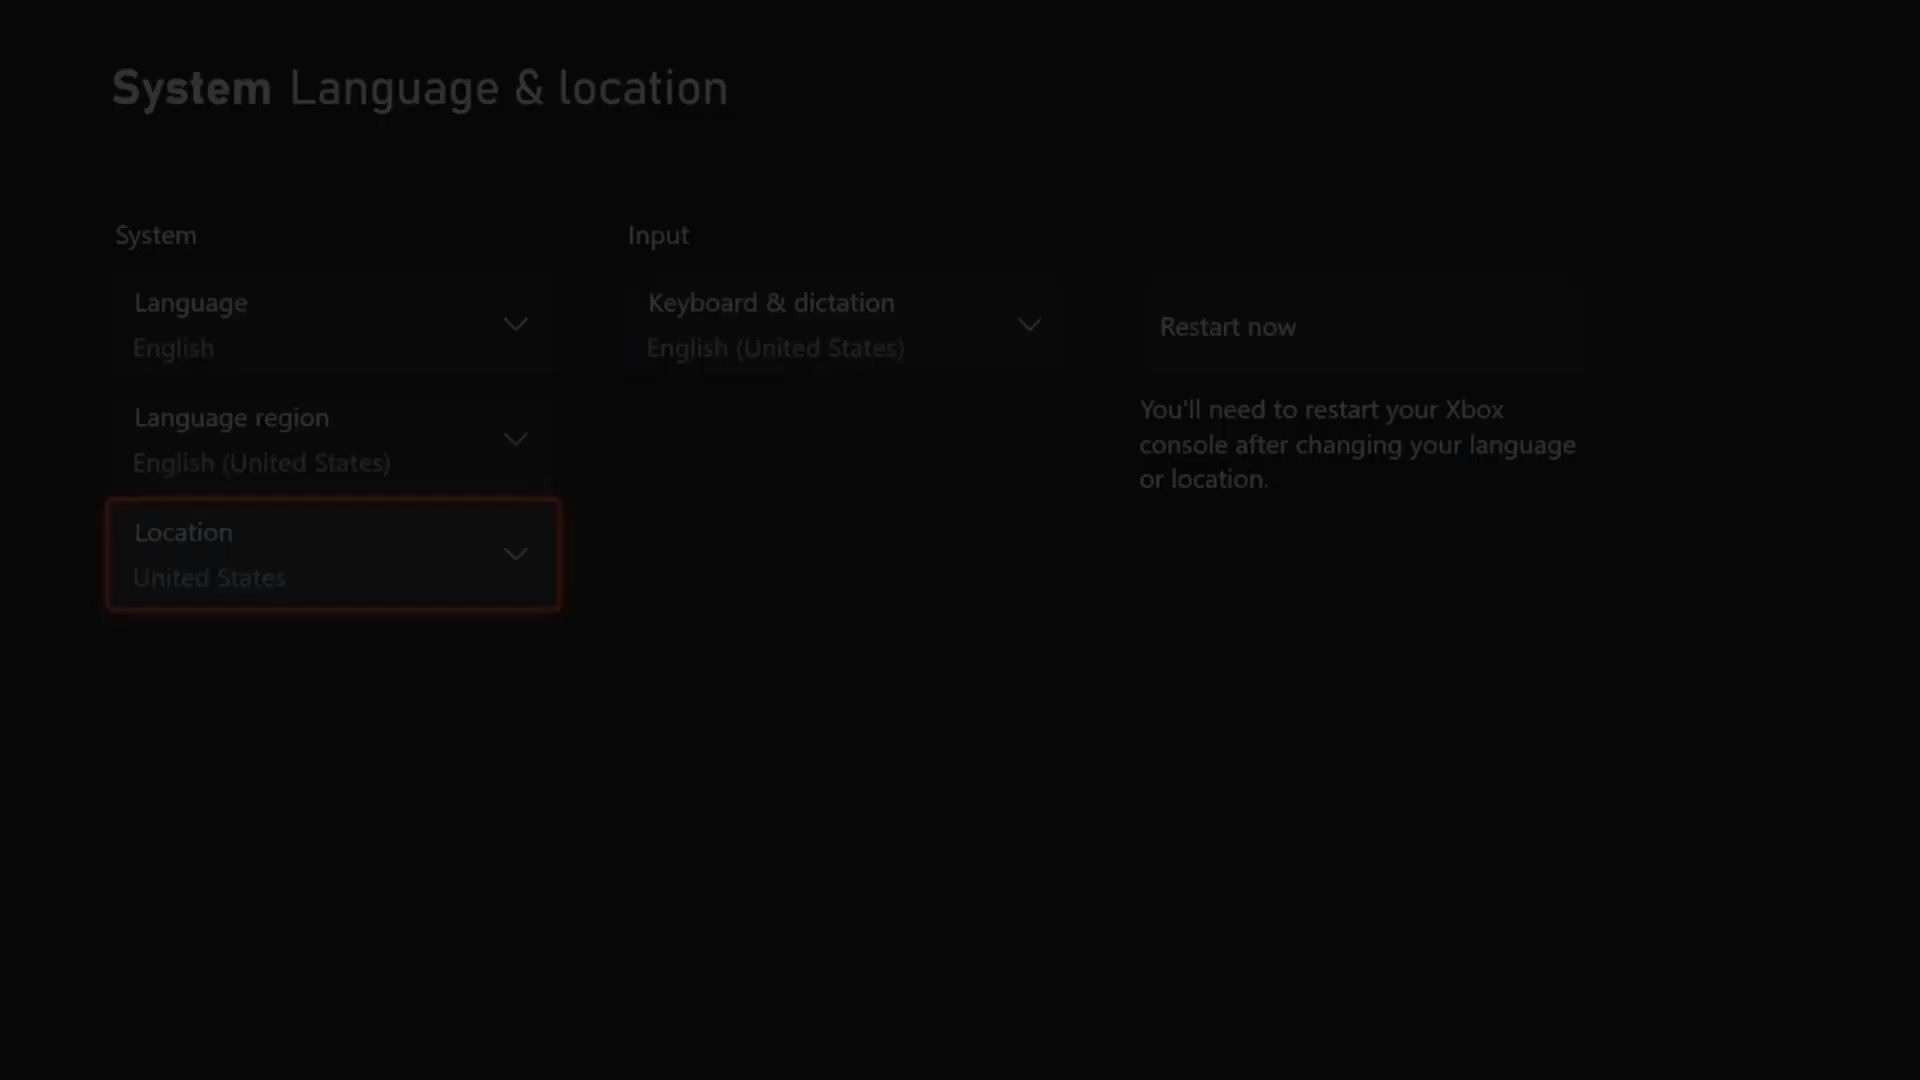 System Language & location
System
Language
English
Language region
English (United States)
Location
United States
Input
Keyboard & dictation
English (United States)
Restart now
You'll need to restart your Xbox
console after changing your language
or location.